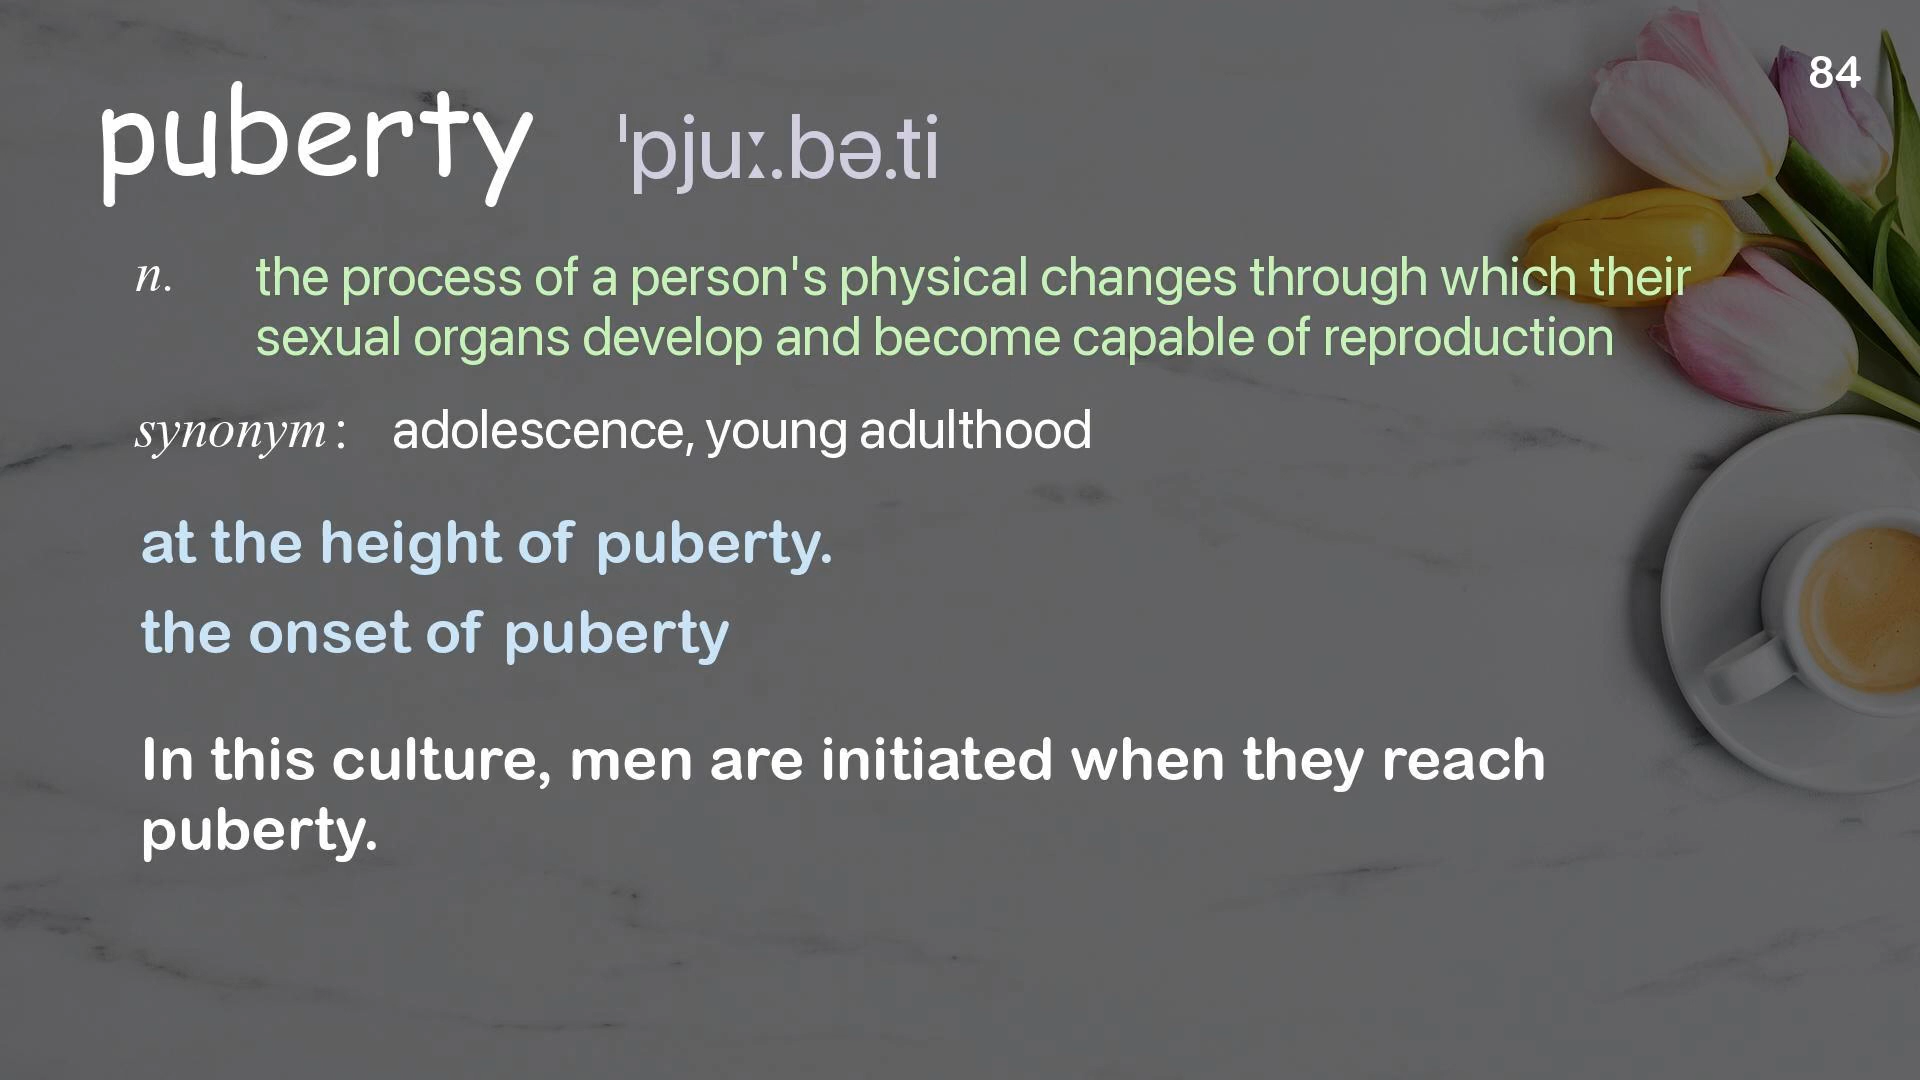 84
puberty ˈpjuː.bə.ti
n. the process of a person's physical changes through which their
sexual organs develop and become capable of reproduction
synonym: adolescence, young adulthood
at the height of puberty.
the onset of puberty
In this culture, men are initiated when they reach
puberty.